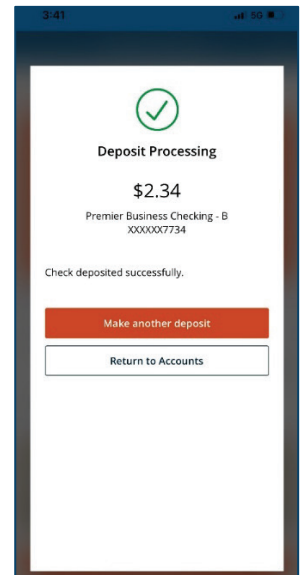 3:41
5G
Deposit Processing
$2.34
Premier Business Checking - B
XXXXXX7734
Check deposited successfully.
Make another deposit
Return to Accounts